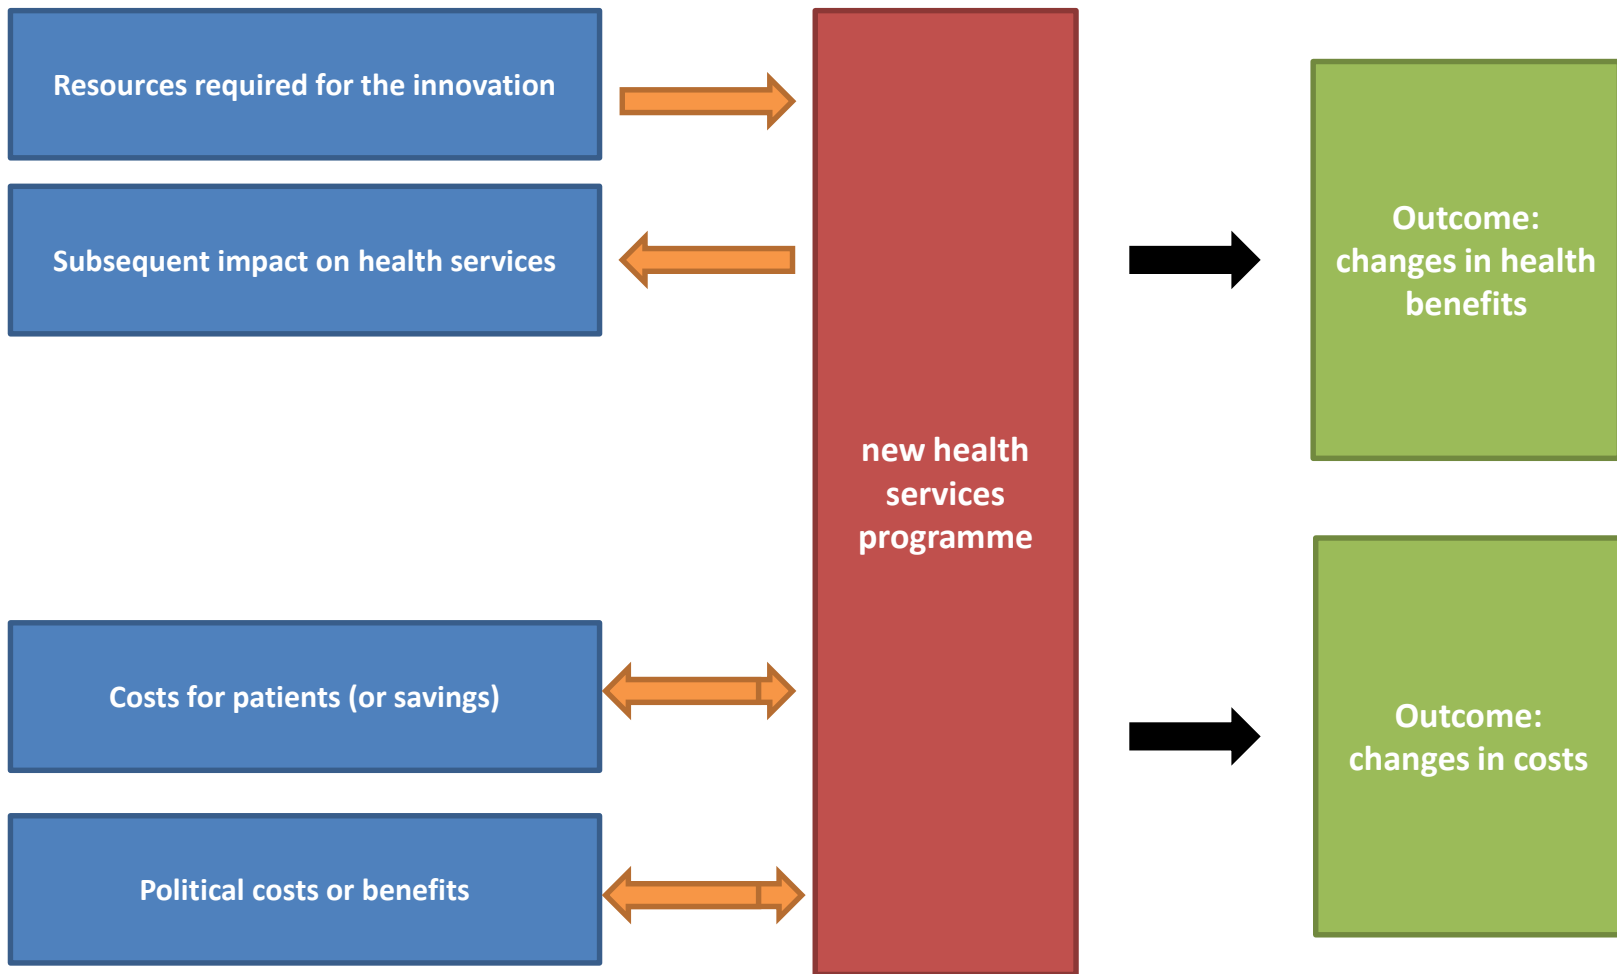 Resources required for the innovation
Subsequent impact on health services
Costs for patients (or savings)
Political costs or benefits
new health
services
programme
Outcome:
changes in health
benefits
Outcome:
changes in costs